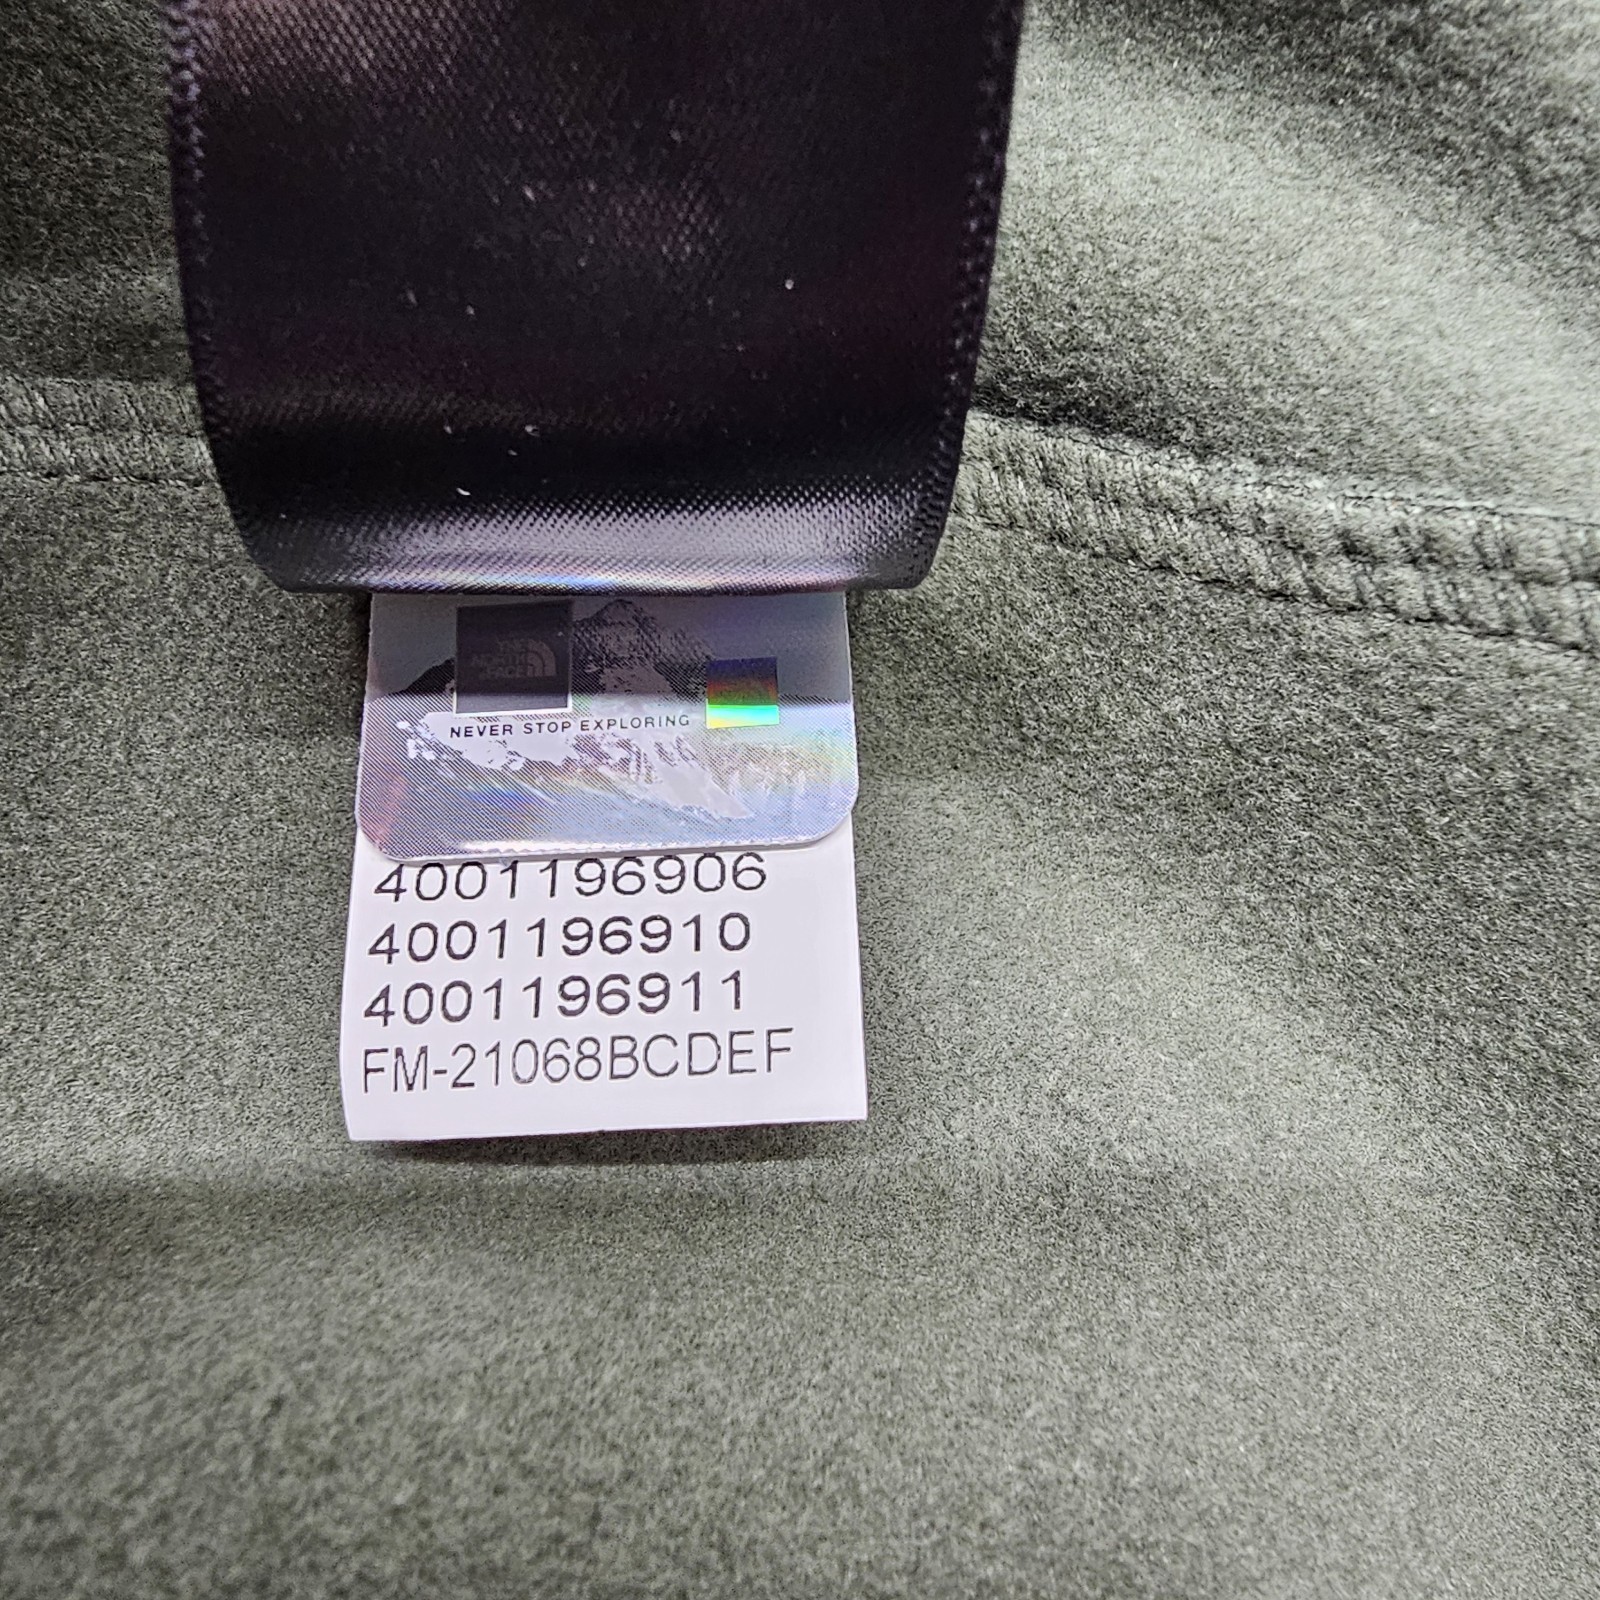 THE
NORTH
FACE
NEVER STOP EXPLORING
4001196906
4001196910
4001196911
FM-21068BCDEF